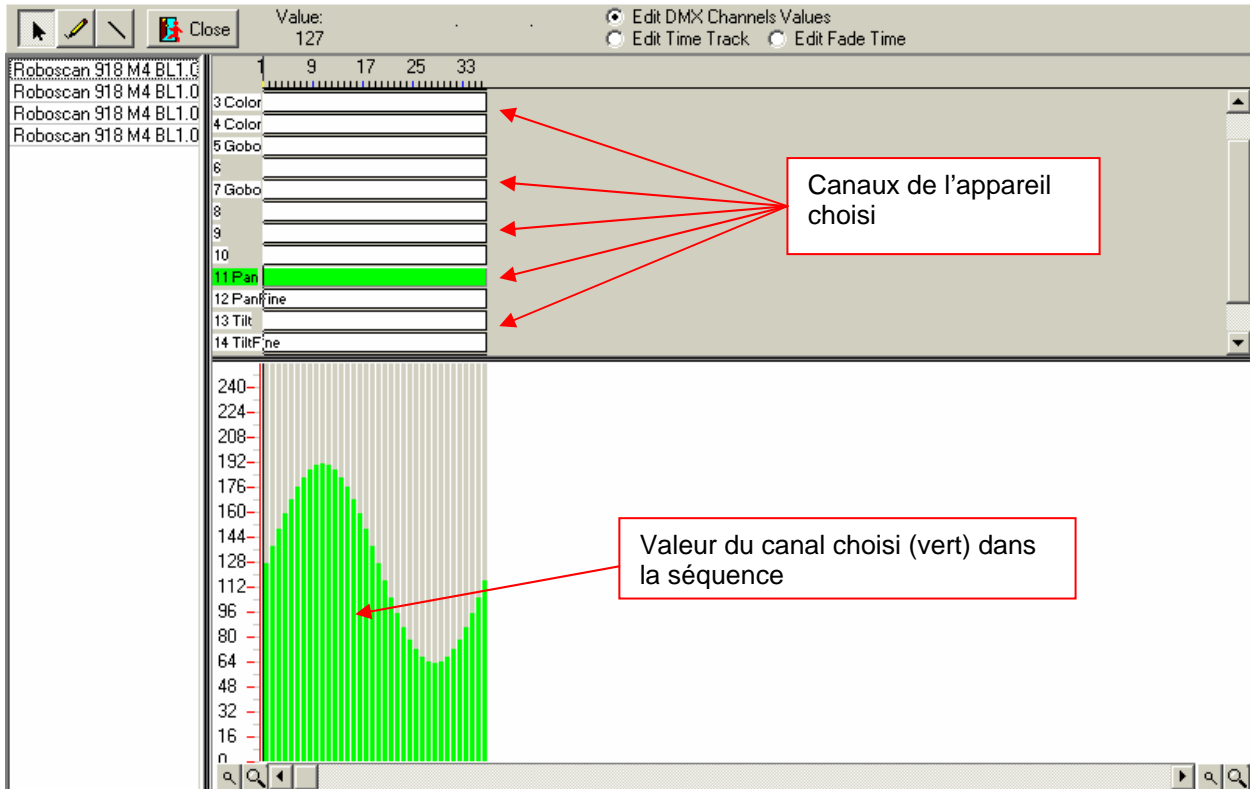 Close
Value:
127
Edit DMX Channels Values
Edit Time Track
Edit Fade Time
Roboscan 918 M4 BL1.0
Roboscan 918 M4 BL1.0
Roboscan 918 M4 BL1.0
Roboscan 918 M4 BL1.0
1 9 17 25 33
3 Color
4 Color
5 Gobo
6
7 Gobo
8
9
10
11 Pan
12 PanFine
13 Tilt
14 TiltFine
Canaux de l’appareil
choisi
240
224
208
192
176
160
144
128
112
96
80
64
48
32
16
0
Valeur du canal choisi (vert) dans
la séquence